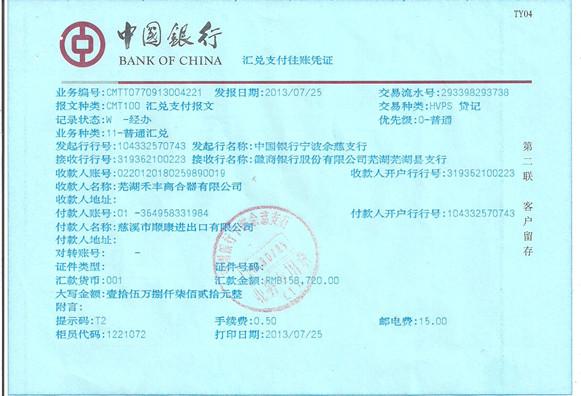 TY04
中国银行
BANK OF CHINA
汇兑支付往账凭证
业务编号:CMTT0770913004221 发报日期:2013/07/25 交易流水号:293398293738
报文种类:CMT100 汇兑支付报文 交易种类:HVPS 贷记
记录状态:W -经办 优先级:0-普通
业务种类:11-普通汇兑
发起行行号:104332570743 发起行名称:中国银行宁波余慈支行
接收行行号:319362100223 接收行名称:徽商银行股份有限公司芜湖芜湖县支行
收款人账号:0220120180259890019 收款人开户行行号:319362100223
收款人名称:芜湖禾丰离合器有限公司
收款人地址:
付款人账号:01 -364958331984 付款人开户行行号:104332570743
付款人名称:慈溪市顺康进出口有限公司
付款人地址:
对转账号: -
证件类型: 证件号码:
汇款货币:001 汇款金额:RMB158,720.00
大写金额:壹拾伍万捌仟柒佰贰拾元整
附言:
提示码:T2 手续费:0.50 邮电费:15.00
柜员代码:1221072 打印日期:2013/07/25
第二联 客户留存